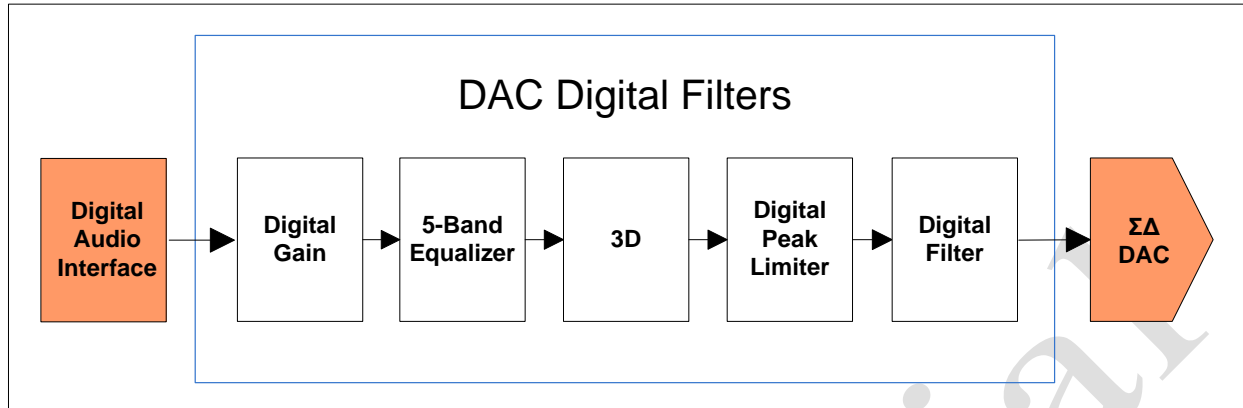 DAC Digital Filters
Digital
Audio
Interface
Digital
Gain
5-Band
Equalizer
3D
Digital
Peak
Limiter
Digital
Filter
ΣΔ
DAC